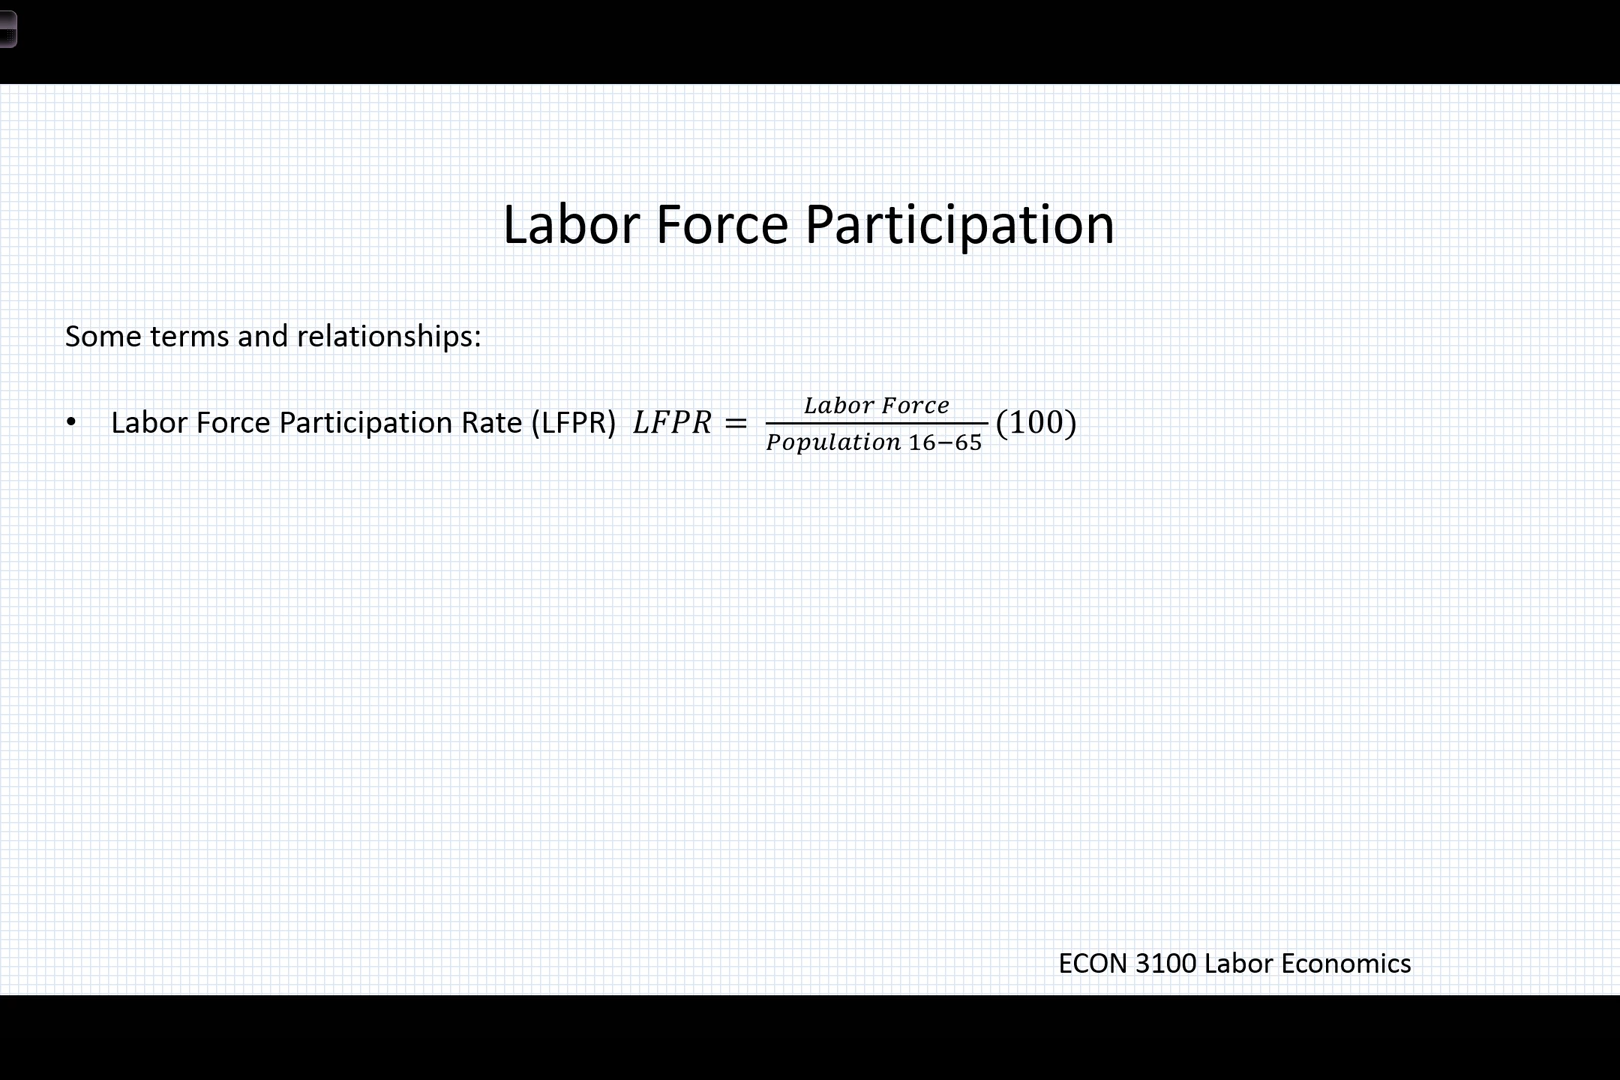 Labor Force Participation
Some terms and relationships:
• Labor Force Participation Rate (LFPR) LFPR = Labor Force / Population 16−65 (100)
ECON 3100 Labor Economics